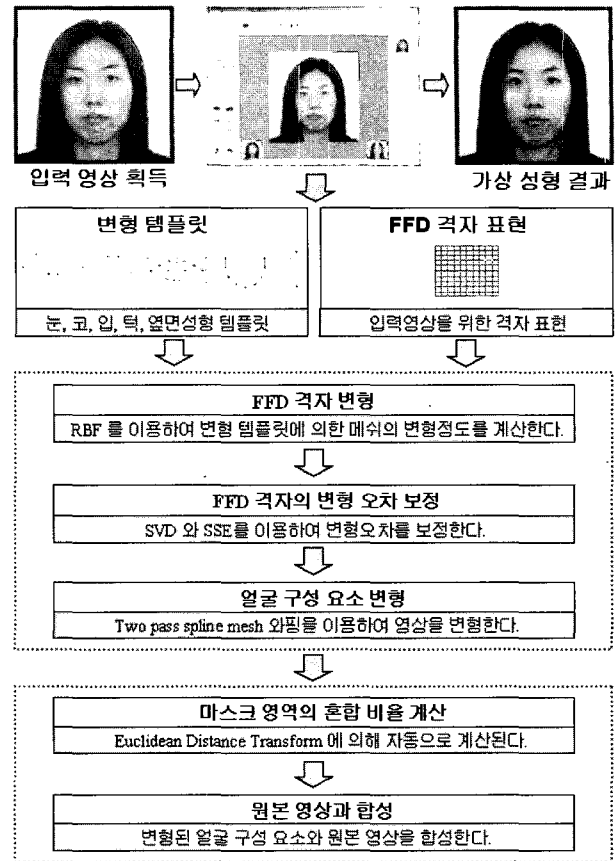 입력 영상 획득
가상 성형 결과
변형 템플릿
FFD 격자 표현
눈, 코, 입, 턱, 옆면성형 템플릿
입력영상을 위한 격자 표현
FFD 격자 변형
RBF 를 이용하여 변형 템플릿에 의한 메쉬의 변형정도를 계산한다.
FFD 격자의 변형 오차 보정
SVD 와 SSE를 이용하여 변형오차를 보정한다.
얼굴 구성 요소 변형
Two pass spline mesh 와핑를 이용하여 영상을 변형한다.
마스크 영역의 혼합 비율 계산
Euclidean Distance Transform 에 의해 자동으로 계산된다.
원본 영상과 합성
변형된 얼굴 구성 요소와 원본 영상을 합성한다.